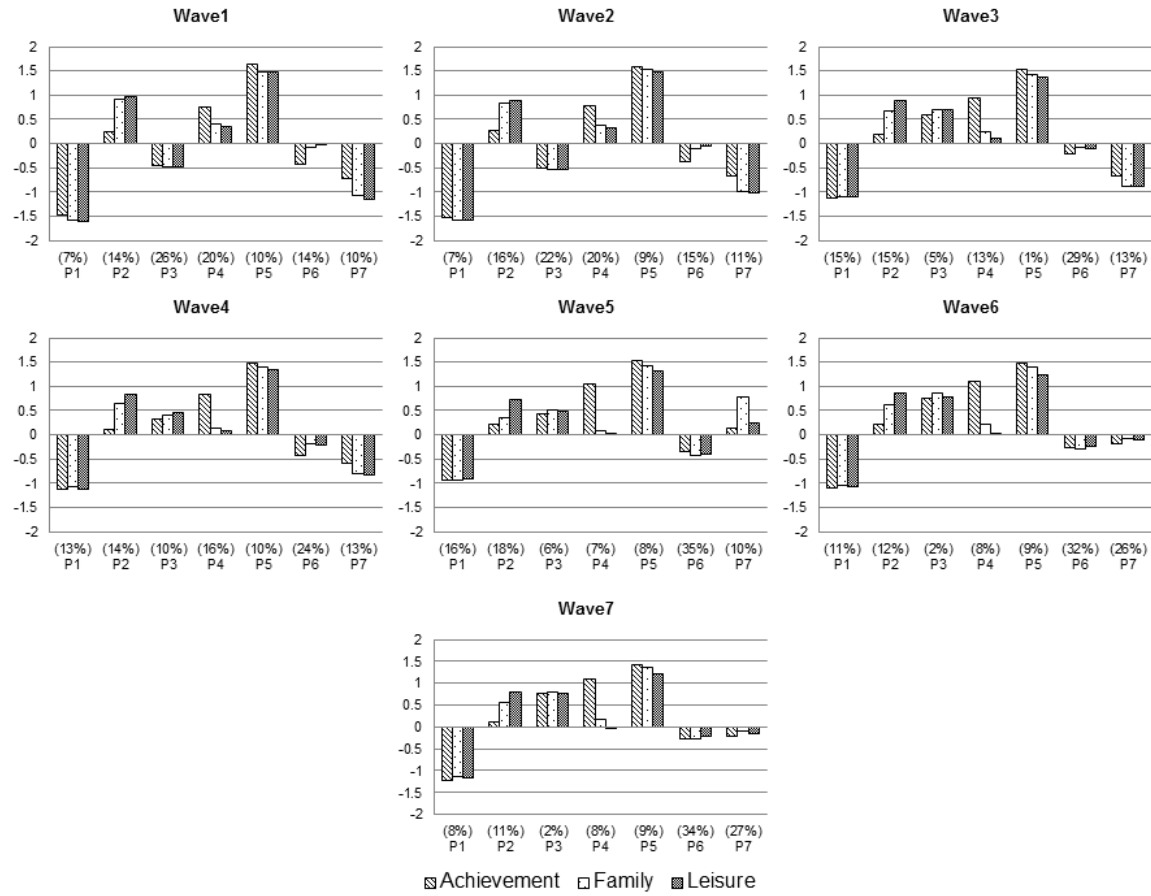 Wave1
2
1.5
1
0.5
0
-0.5
-1
-1.5
-2
(7%) (14%) (26%) (20%) (10%) (14%) (10%)
P1 P2 P3 P4 P5 P6 P7
Wave2
2
1.5
1
0.5
0
-0.5
-1
-1.5
-2
(7%) (16%) (22%) (20%) (9%) (15%) (11%)
P1 P2 P3 P4 P5 P6 P7
Wave3
2
1.5
1
0.5
0
-0.5
-1
-1.5
-2
(15%) (15%) (5%) (13%) (1%) (29%) (13%)
P1 P2 P3 P4 P5 P6 P7
Wave4
2
1.5
1
0.5
0
-0.5
-1
-1.5
-2
(13%) (14%) (10%) (16%) (10%) (24%) (13%)
P1 P2 P3 P4 P5 P6 P7
Wave5
2
1.5
1
0.5
0
-0.5
-1
-1.5
-2
(16%) (18%) (6%) (7%) (8%) (35%) (10%)
P1 P2 P3 P4 P5 P6 P7
Wave6
2
1.5
1
0.5
0
-0.5
-1
-1.5
-2
(11%) (12%) (2%) (8%) (9%) (32%) (26%)
P1 P2 P3 P4 P5 P6 P7
Wave7
2
1.5
1
0.5
0
-0.5
-1
-1.5
-2
(8%) (11%) (2%) (8%) (9%) (34%) (27%)
P1 P2 P3 P4 P5 P6 P7
Achievement Family Leisure